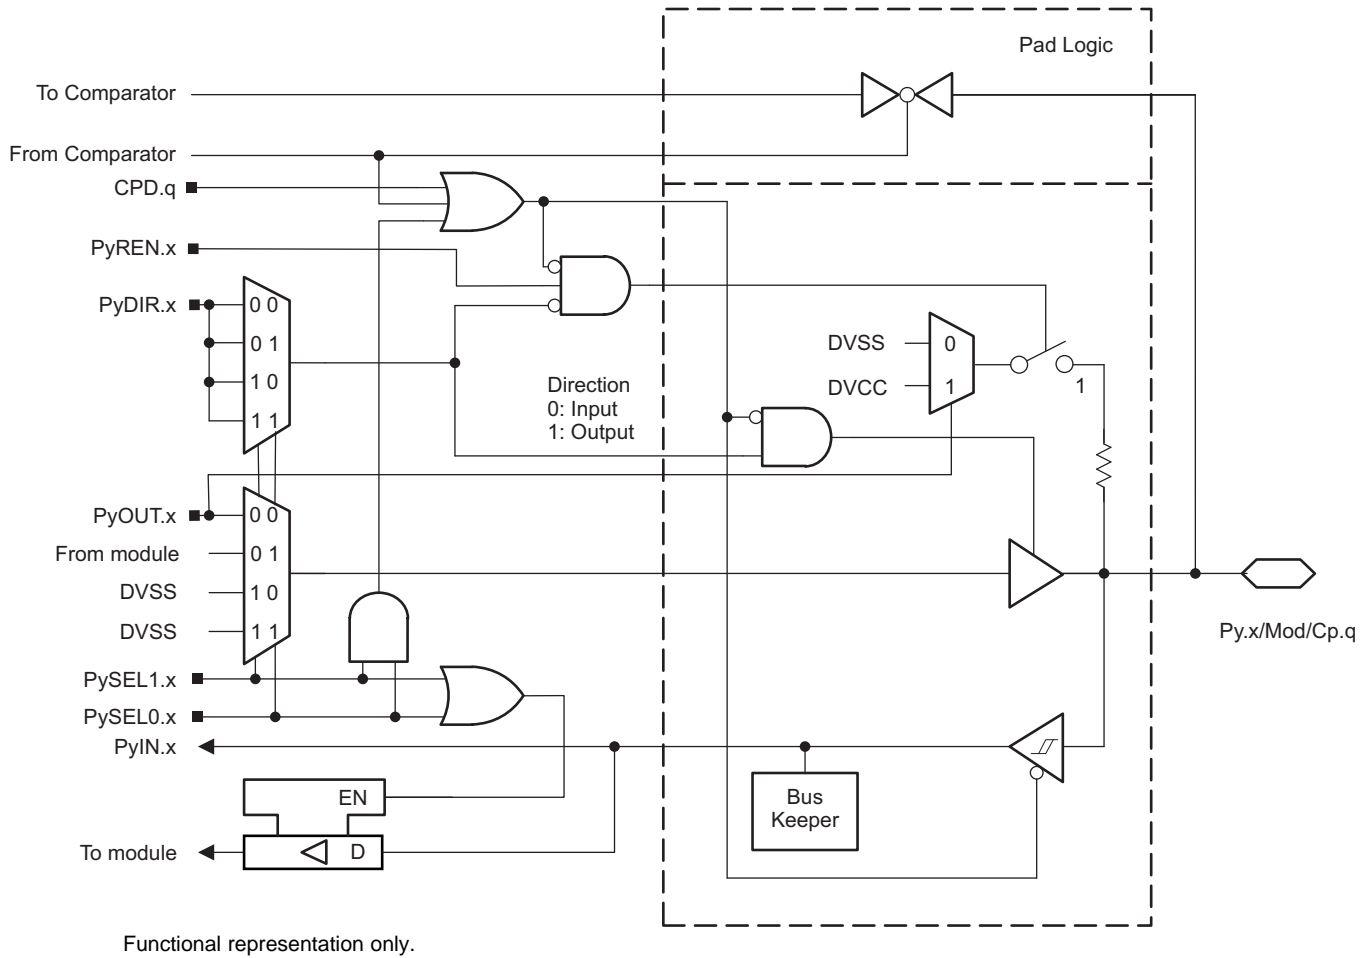 Pad Logic
To Comparator
From Comparator
CPD.q
PyREN.x
PyDIR.x
0 0
0 1
1 0
1 1
Direction
0: Input
1: Output
DVSS
0
DVCC
1
1
PyOUT.x
0 0
From module
0 1
DVSS
1 0
DVSS
1 1
Py.x/Mod/Cp.q
PySEL1.x
PySEL0.x
PyIN.x
EN
Bus
Keeper
To module
D
Functional representation only.